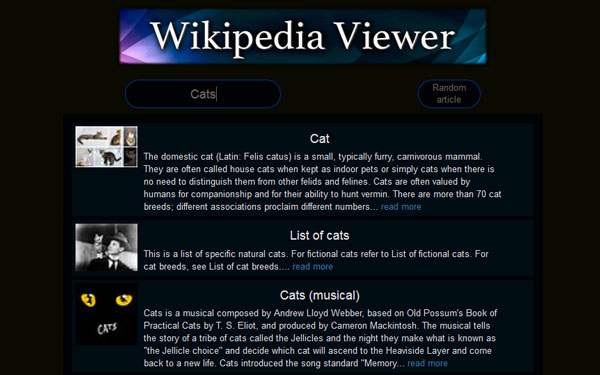 Wikipedia Viewer
Cats
Random
article
Cat
The domestic cat (Latin: Felis catus) is a small, typically furry, carnivorous mammal.
They are often called house cats when kept as indoor pets or simply cats when there is
no need to distinguish them from other felids and felines. Cats are often valued by
humans for companionship and for their ability to hunt vermin. There are more than 70 cat
breeds; different associations proclaim different numbers... read more
List of cats
This is a list of specific natural cats. For fictional cats refer to List of fictional cats. For
cat breeds, see List of cat breeds.... read more
Cats (musical)
CATS
Cats is a musical composed by Andrew Lloyd Webber, based on Old Possum's Book of
Practical Cats by T. S. Eliot, and produced by Cameron Mackintosh. The musical tells
the story of a tribe of cats called the Jellicles and the night they make what is known as
"the Jellicle choice" and decide which cat will ascend to the Heaviside Layer and come
back to a new life. Cats introduced the song standard "Memory... read more